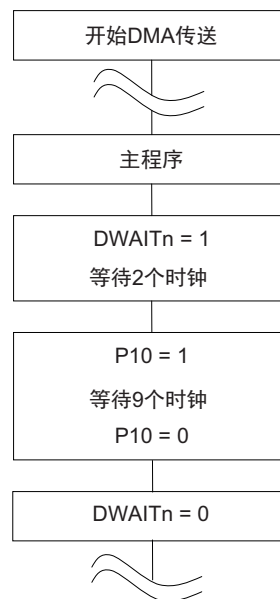 开始DMA传送
主程序
DWAITn = 1
等待2个时钟
P10 = 1
等待9个时钟
P10 = 0
DWAITn = 0